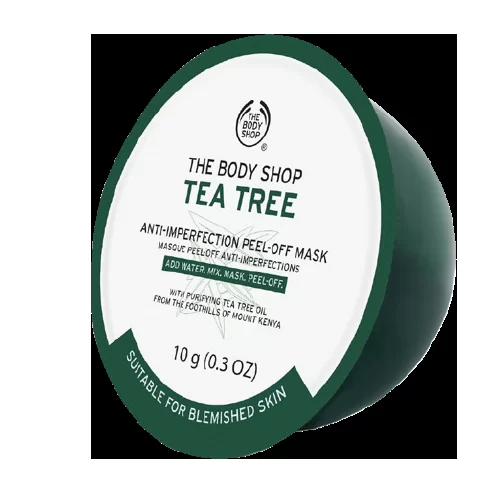 THE
BODY
SHOP
®
THE BODY SHOP
TEA TREE
ANTI-IMPERFECTION PEEL-OFF MASK
MASQUE PEEL-OFF ANTI-IMPERFECTIONS
ADD WATER. MIX. MASK. PEEL-OFF.
WITH PURIFYING TEA TREE OIL
FROM THE FOOTHILLS OF MOUNT KENYA
10 g (0.3 OZ)
SUITABLE FOR BLEMISHED SKIN